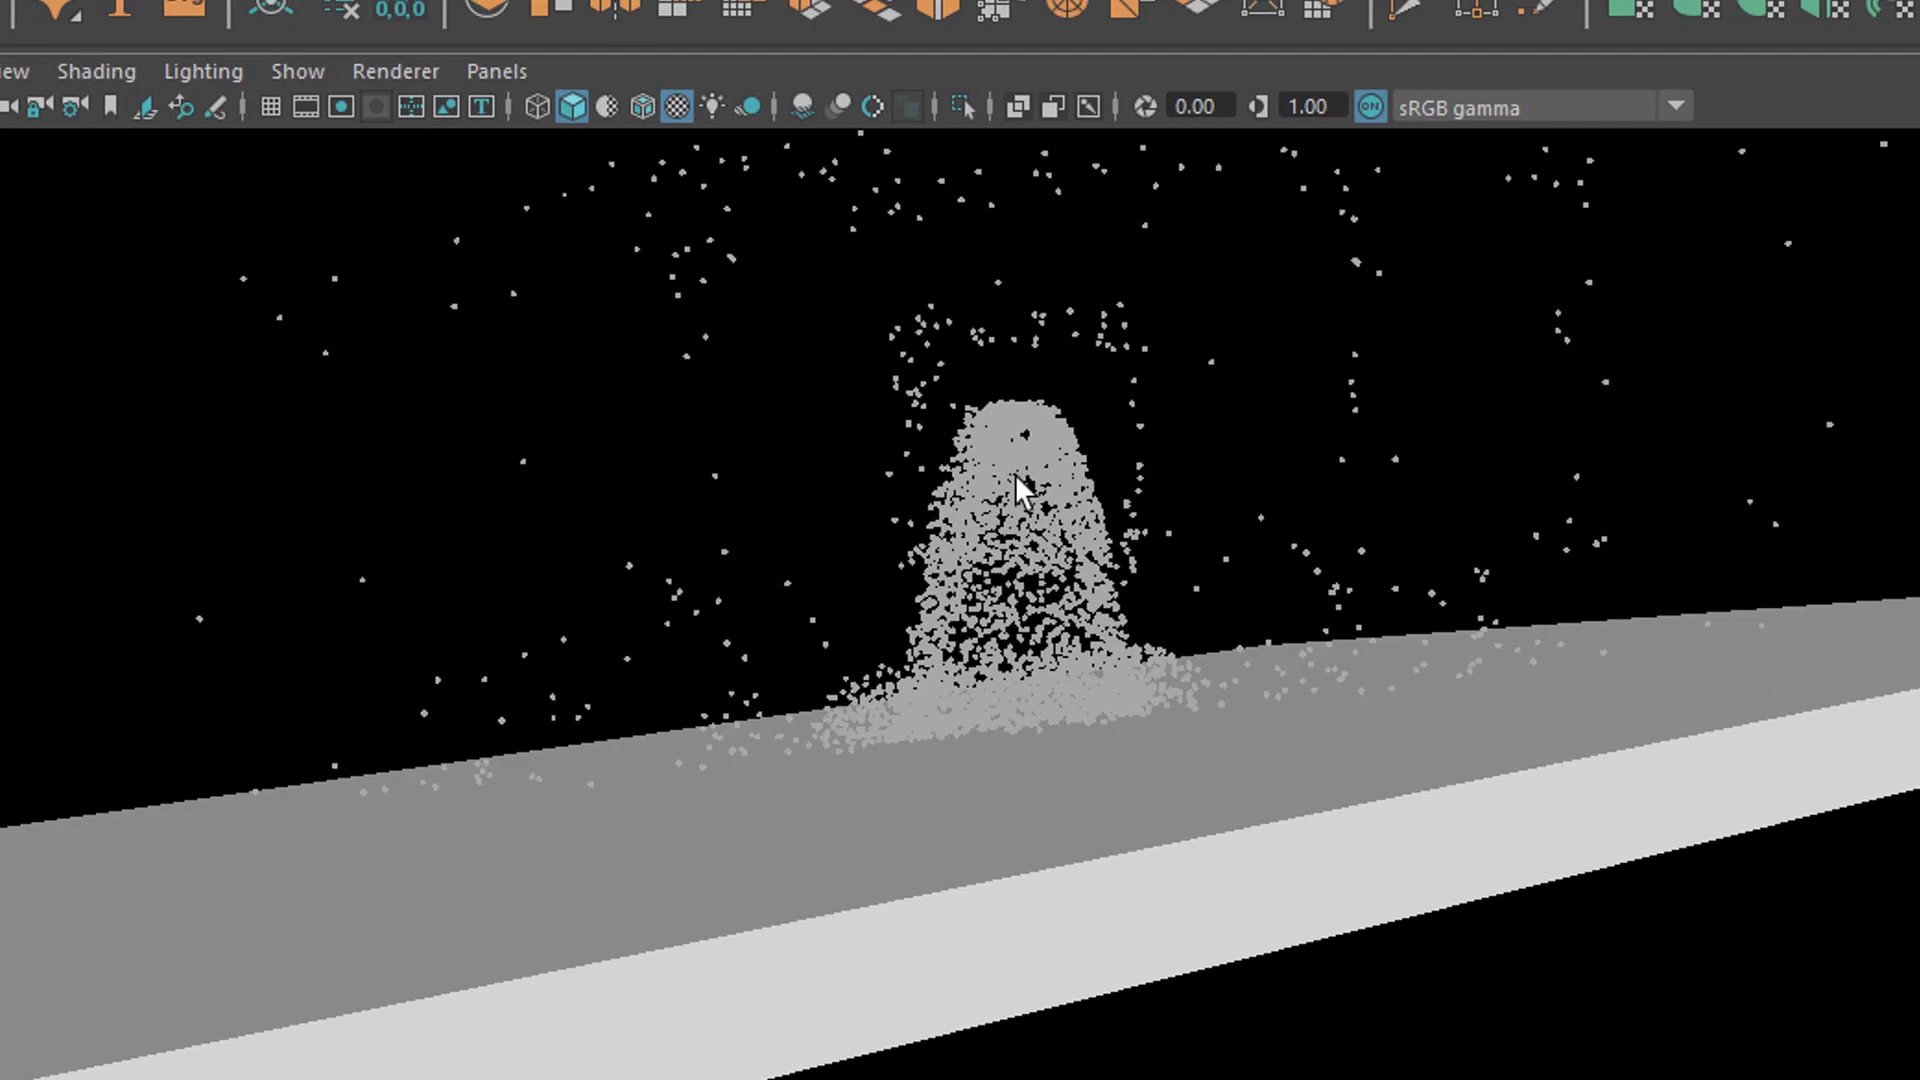 0,0,0
ew Shading Lighting Show Renderer Panels
T 0.00 1.00 ON sRGB gamma